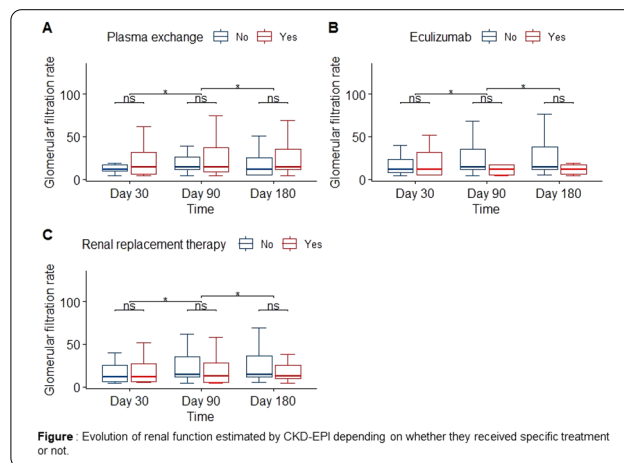 A
B
Plasma exchange No Yes
Eculizumab No Yes
Glomerular filtration rate
100
50
0
ns * ns * ns
Day 30 Day 90 Day 180
Time
Glomerular filtration rate
100
50
0
ns * ns * ns
Day 30 Day 90 Day 180
Time
C
Renal replacement therapy No Yes
Glomerular filtration rate
100
50
0
ns * ns * ns
Day 30 Day 90 Day 180
Time
Figure : Evolution of renal function estimated by CKD-EPI depending on whether they received specific treatment
or not.